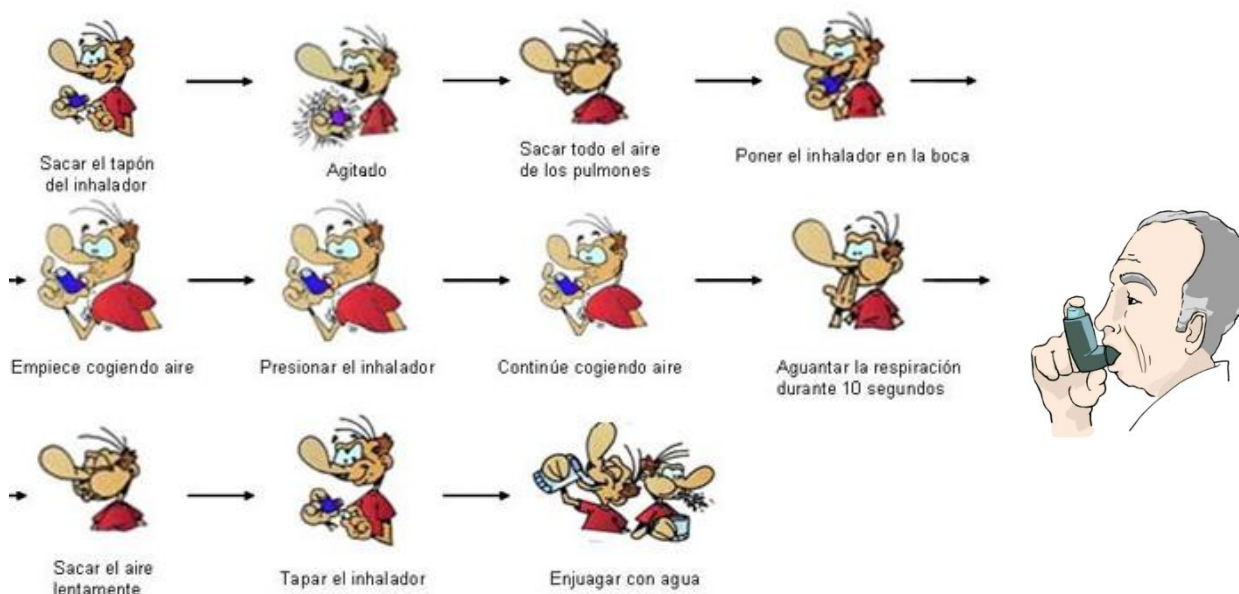 Sacar el tapón
del inhalador
Agitado
Sacar todo el aire
de los pulmones
Poner el inhalador en la boca
Empiece cogiendo aire
Presionar el inhalador
Continúe cogiendo aire
Aguantar la respiración
durante 10 segundos
Sacar el aire
lentamente
Tapar el inhalador
Enjuagar con agua